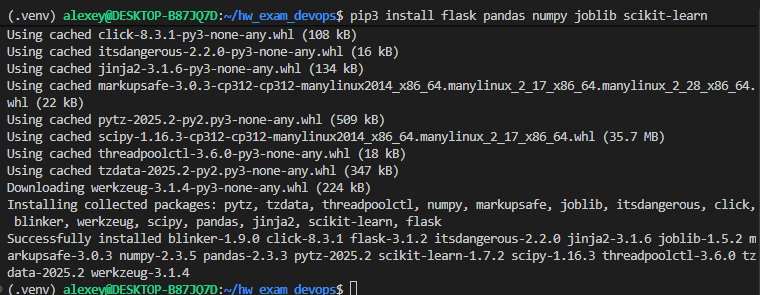 (.venv) alexey@DESKTOP-B87JQ7D:~/hw_exam_devops$ pip3 install flask pandas numpy joblib scikit-learn
Using cached click-8.3.1-py3-none-any.whl (108 kB)
Using cached itsdangerous-2.2.0-py3-none-any.whl (16 kB)
Using cached jinja2-3.1.6-py3-none-any.whl (134 kB)
Using cached markupsafe-3.0.3-cp312-cp312-manylinux2014_x86_64.manylinux_2_17_x86_64.manylinux_2_28_x86_64.
whl (22 kB)
Using cached pytz-2025.2-py2.py3-none-any.whl (509 kB)
Using cached scipy-1.16.3-cp312-cp312-manylinux2014_x86_64.manylinux_2_17_x86_64.whl (35.7 MB)
Using cached threadpoolctl-3.6.0-py3-none-any.whl (18 kB)
Using cached tzdata-2025.2-py2.py3-none-any.whl (347 kB)
Downloading werkzeug-3.1.4-py3-none-any.whl (224 kB)
Installing collected packages: pytz, tzdata, threadpoolctl, numpy, markupsafe, joblib, itsdangerous, click,
 blinker, werkzeug, scipy, pandas, jinja2, scikit-learn, flask
Successfully installed blinker-1.9.0 click-8.3.1 flask-3.1.2 itsdangerous-2.2.0 jinja2-3.1.6 joblib-1.5.2 m
arkupsafe-3.0.3 numpy-2.3.5 pandas-2.3.3 pytz-2025.2 scikit-learn-1.7.2 scipy-1.16.3 threadpoolctl-3.6.0 tz
data-2025.2 werkzeug-3.1.4
(.venv) alexey@DESKTOP-B87JQ7D:~/hw_exam_devops$